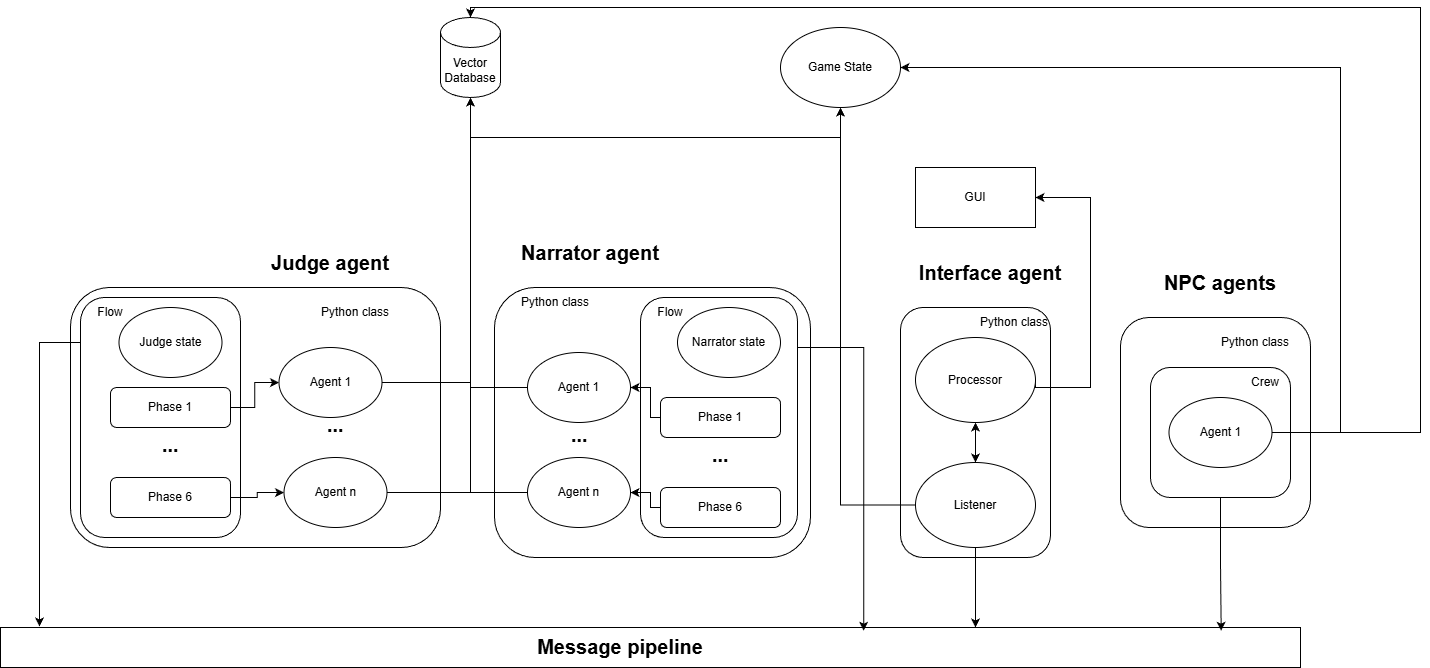 Vector
Database
Game State
GUI
Judge agent
Narrator agent
Interface agent
NPC agents
Flow
Python class
Judge state
Agent 1
Phase 1
...
...
Phase 6
Agent n
Python class
Flow
Narrator state
Agent 1
Phase 1
...
...
Agent n
Phase 6
Python class
Processor
Listener
Python class
Crew
Agent 1
Message pipeline